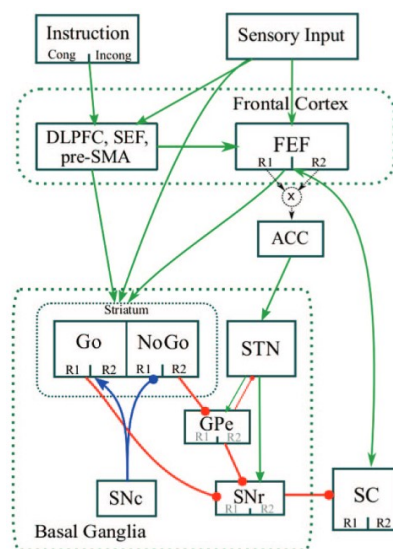 Instruction
Cong Incong
Sensory Input
Frontal Cortex
DLPFC, SEF,
pre-SMA
FEF
R1 R2
x
ACC
Striatum
Go NoGo
R1 R2 R1 R2
STN
GPe
R1 R2
SNc
SNr
R1 R2
SC
R1 R2
Basal Ganglia